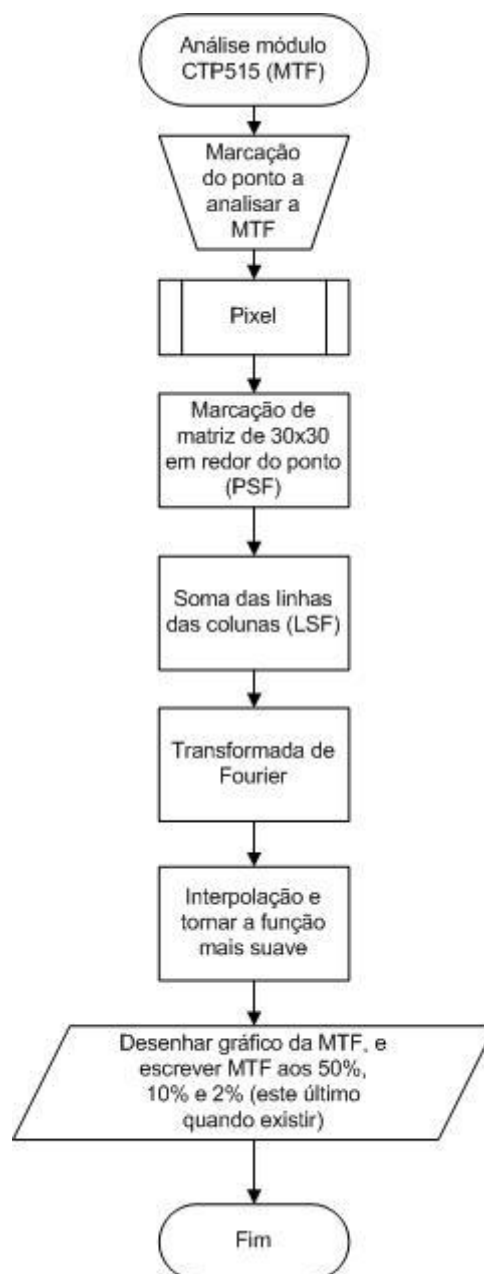 Análise módulo
CTP515 (MTF)
Marcação
do ponto a
analisar a
MTF
Pixel
Marcação de
matriz de 30x30
em redor do ponto
(PSF)
Soma das linhas
das colunas (LSF)
Transformada de
Fourier
Interpolação e
tornar a função
mais suave
Desenhar gráfico da MTF, e
escrever MTF aos 50%,
10% e 2% (este último
quando existir)
Fim